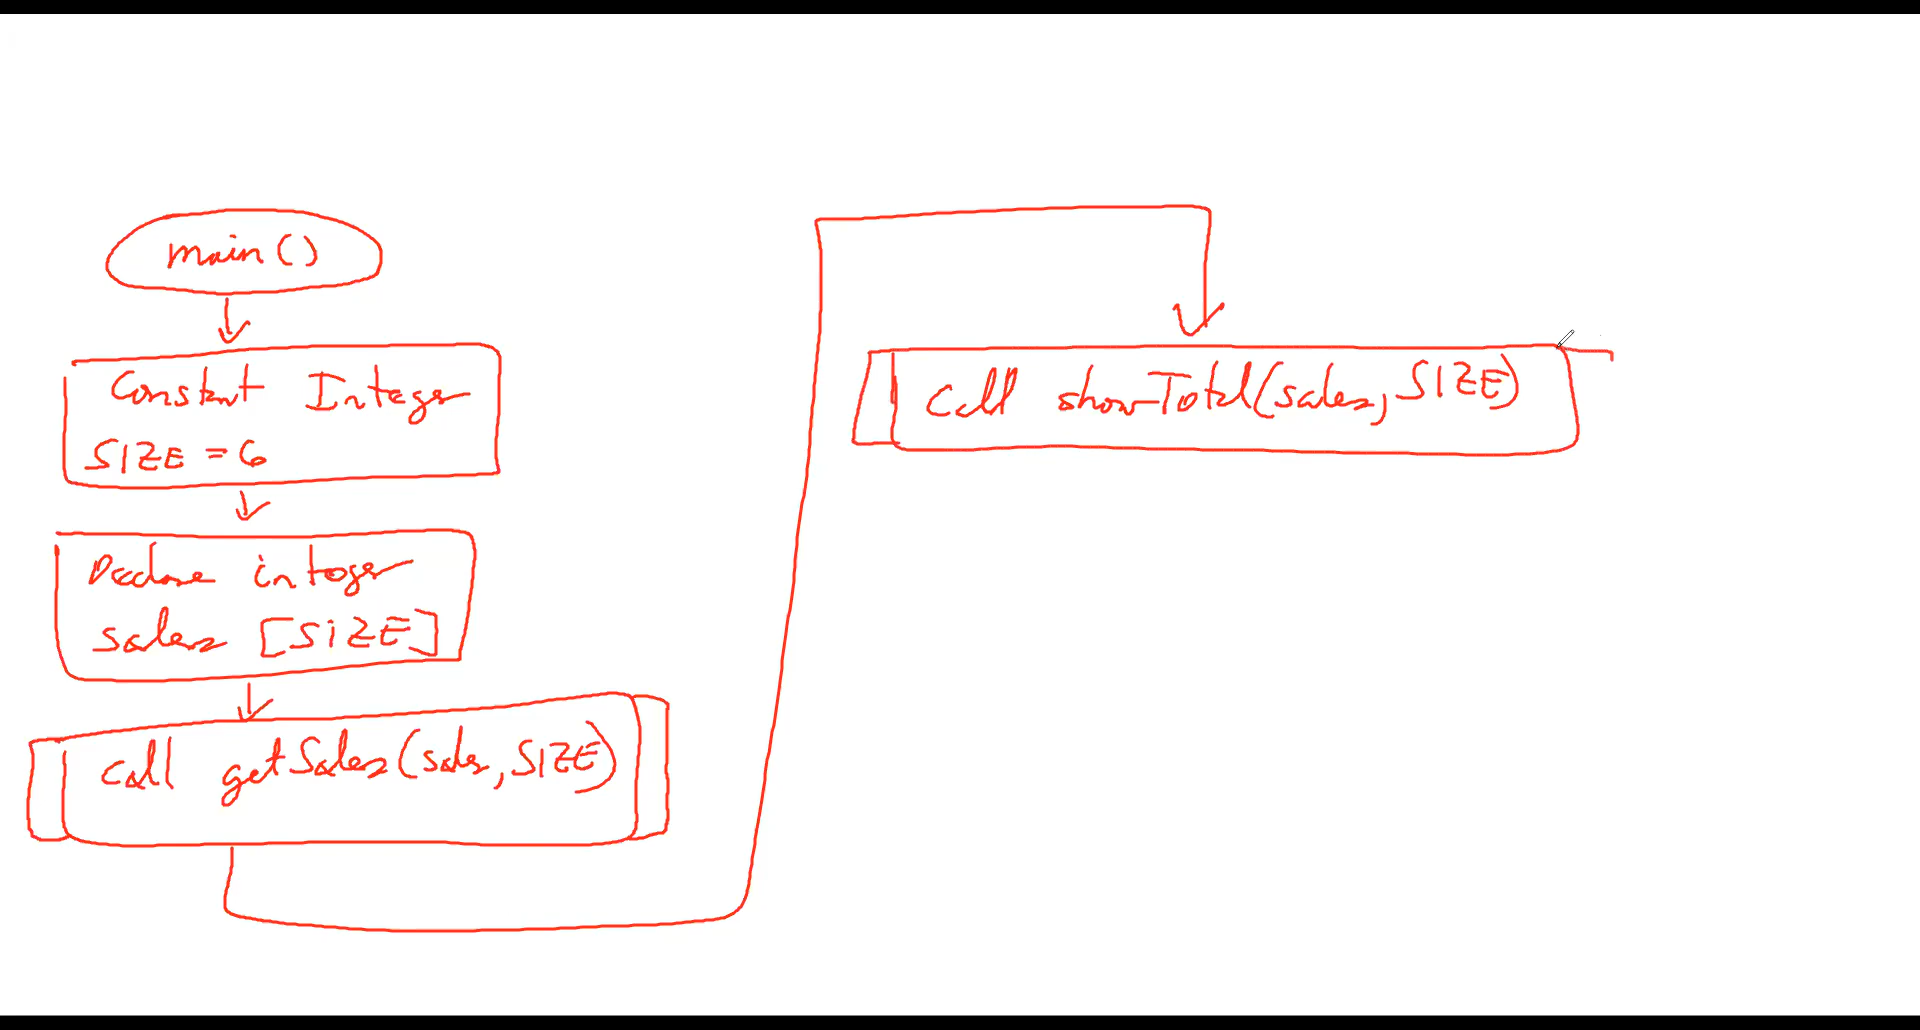 main()
Constant Integer
SIZE = 6
Declare integer
sales [SIZE]
call getSales(sales, SIZE)
call showTotal(sales, SIZE)